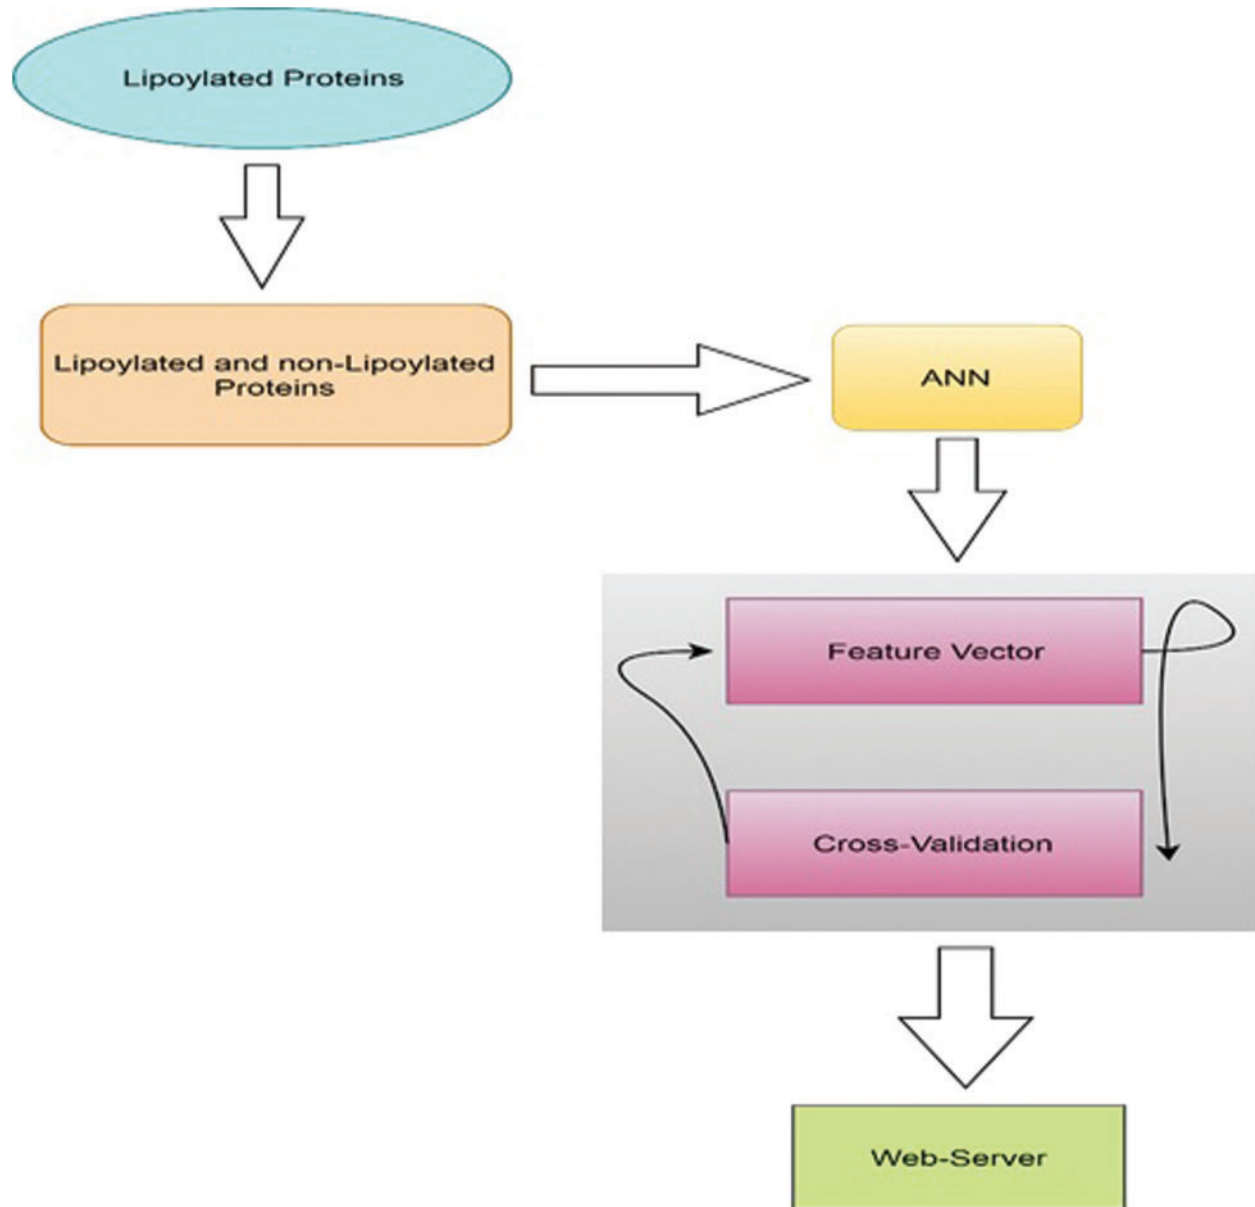 Lipoylated Proteins
Lipoylated and non-Lipoylated
Proteins
ANN
Feature Vector
Cross-Validation
Web-Server